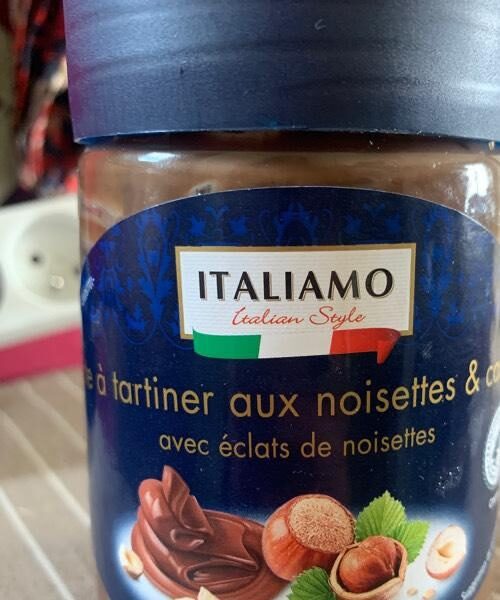 ITALIAMO
Italian Style
à tartiner aux noisettes &
avec éclats de noisettes